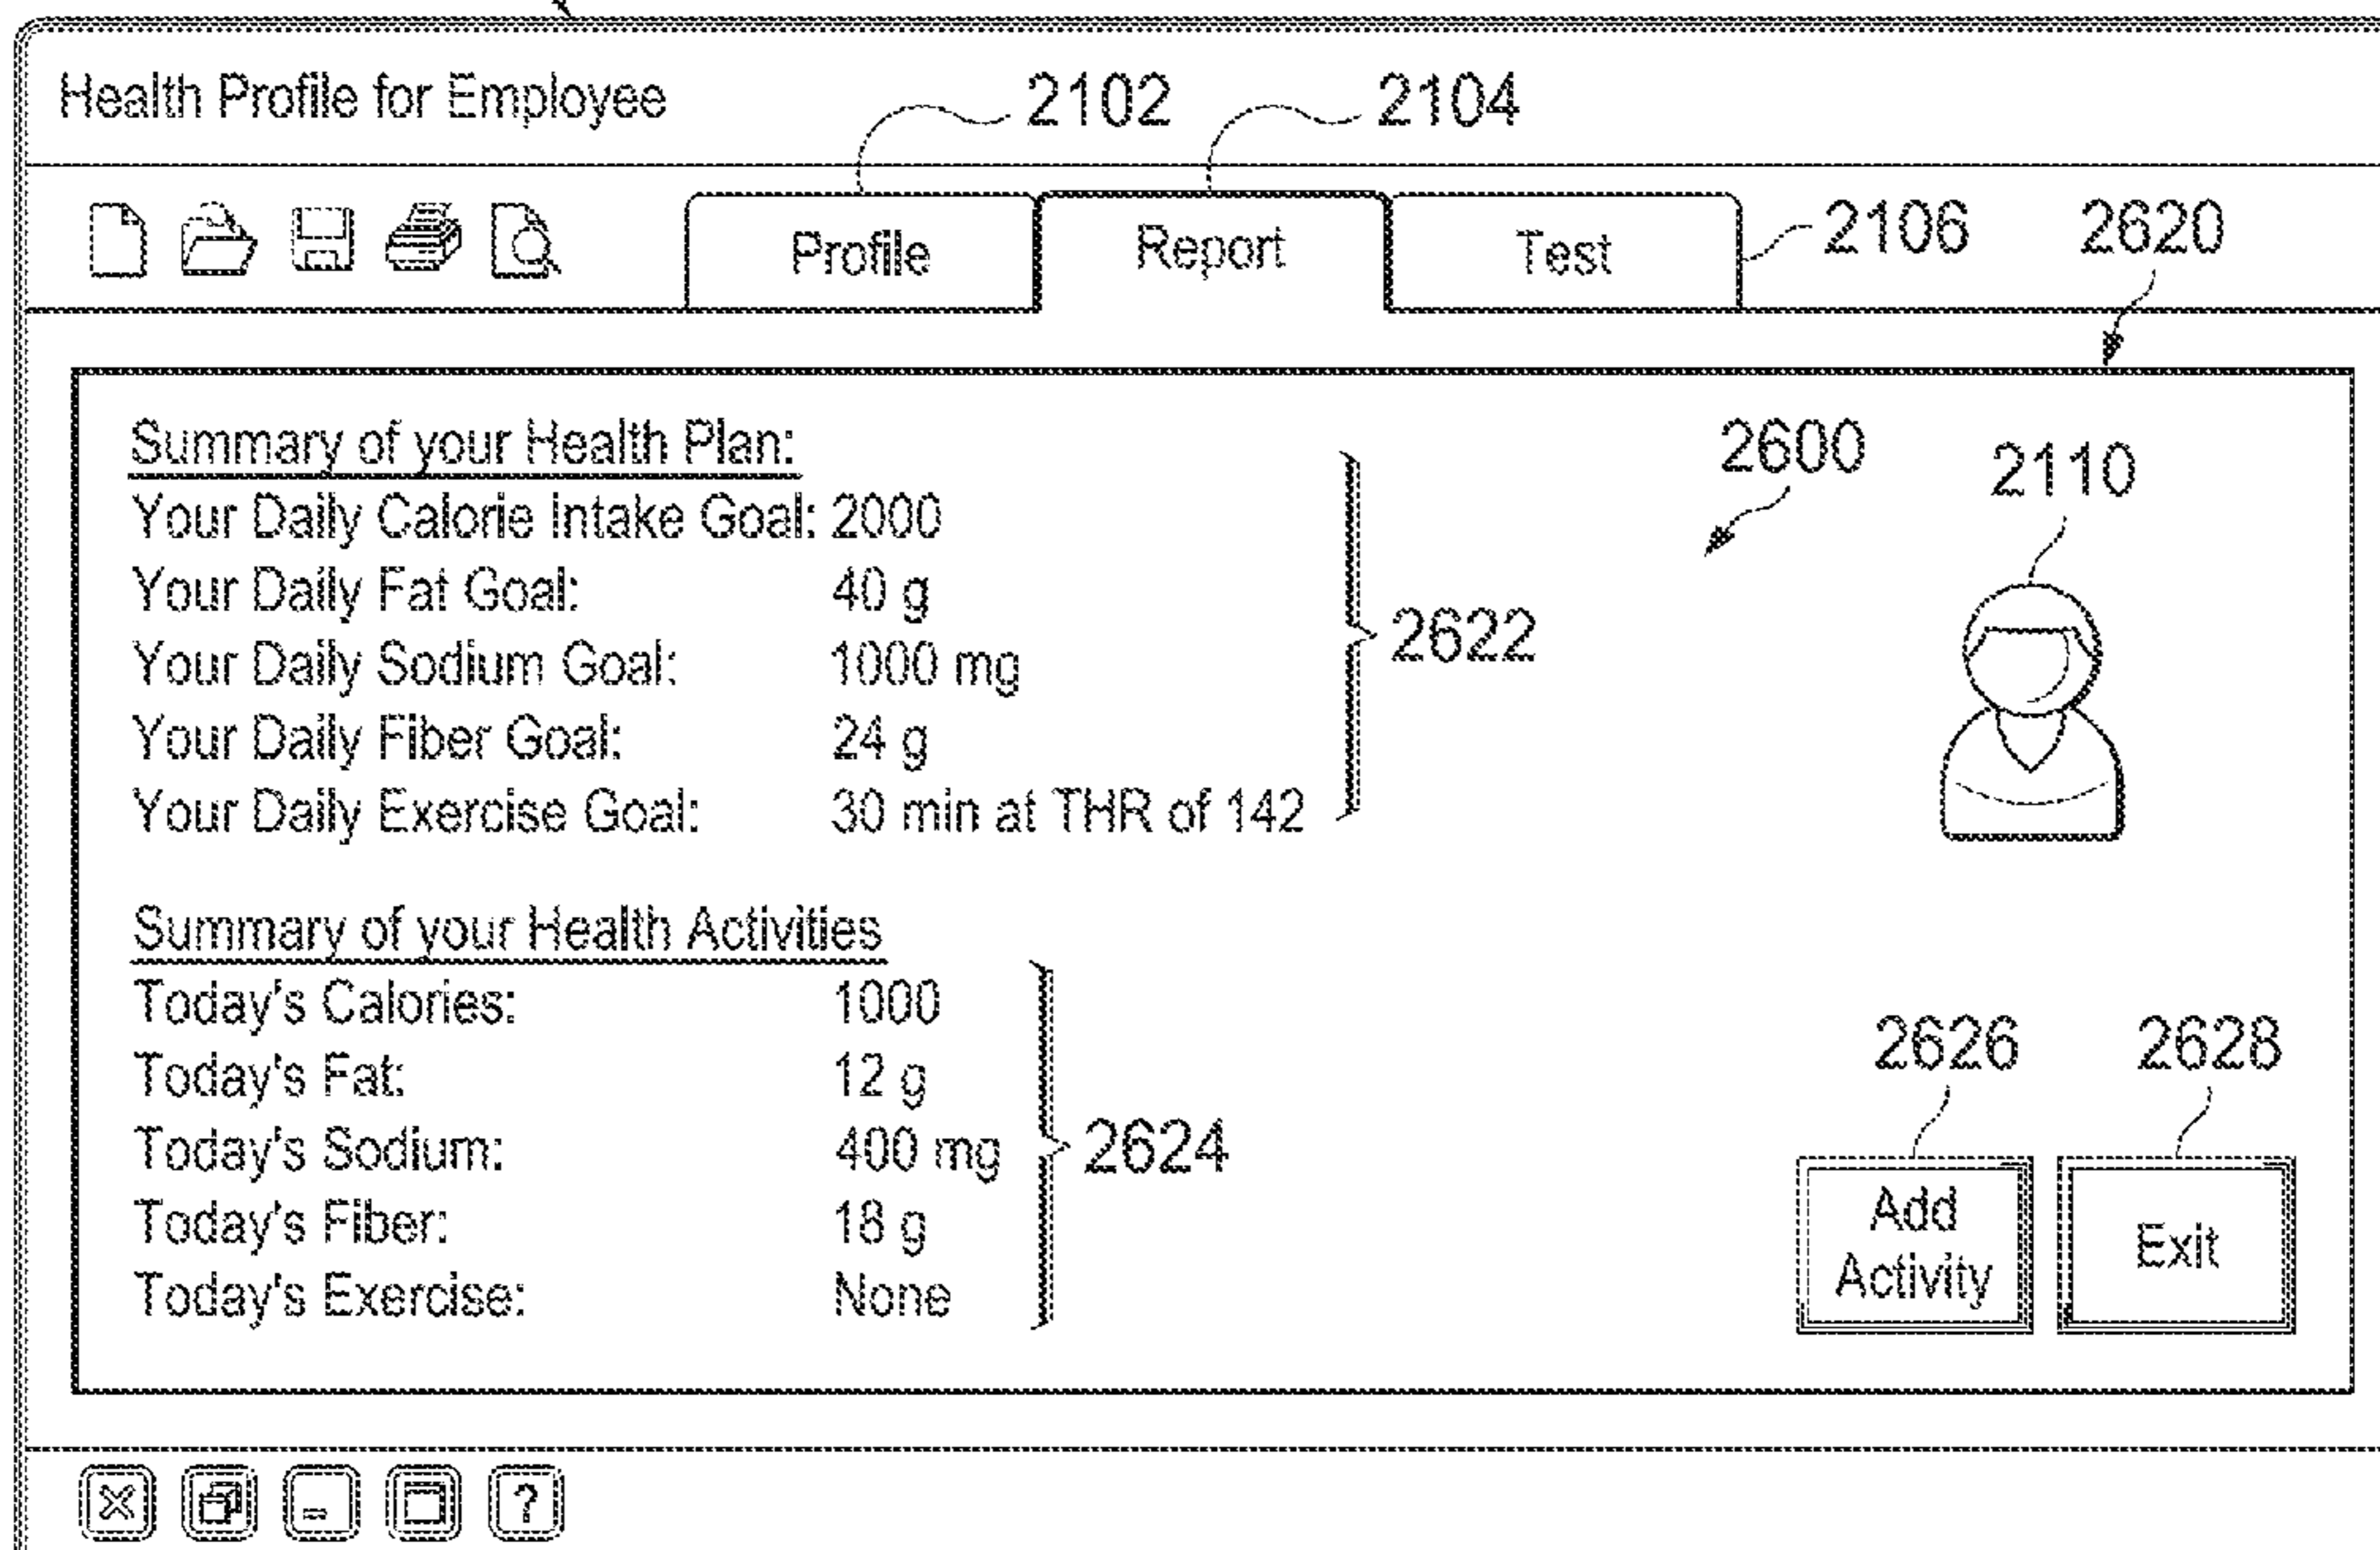 Health Profile for Employee 2102 2104
Profile Report Test 2106 2620
Summary of your Health Plan: 2600
Your Daily Calorie Intake Goal: 2000 2110
Your Daily Fat Goal: 40 g
Your Daily Sodium Goal: 1000 mg 2622
Your Daily Fiber Goal: 24 g
Your Daily Exercise Goal: 30 min at THR of 142
Summary of your Health Activities
Today's Calories: 1000
Today's Fat: 12 g 2626 2628
Today's Sodium: 400 mg 2624
Today's Fiber: 18 g
Today's Exercise: None
Add
Activity
Exit
?